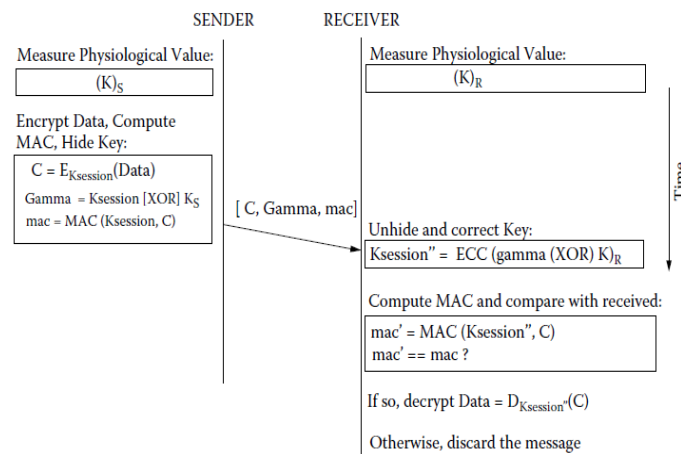 SENDER RECEIVER
Measure Physiological Value:
(K)S
Encrypt Data, Compute
MAC, Hide Key:
C = EKsession(Data)
Gamma = Ksession [XOR] KS
mac = MAC (Ksession, C)
[ C, Gamma, mac]
Measure Physiological Value:
(K)R
Time
Unhide and correct Key:
Ksession″ = ECC (gamma (XOR) K)R
Compute MAC and compare with received:
mac′ = MAC (Ksession″, C)
mac′ == mac ?
If so, decrypt Data = DKsession″(C)
Otherwise, discard the message